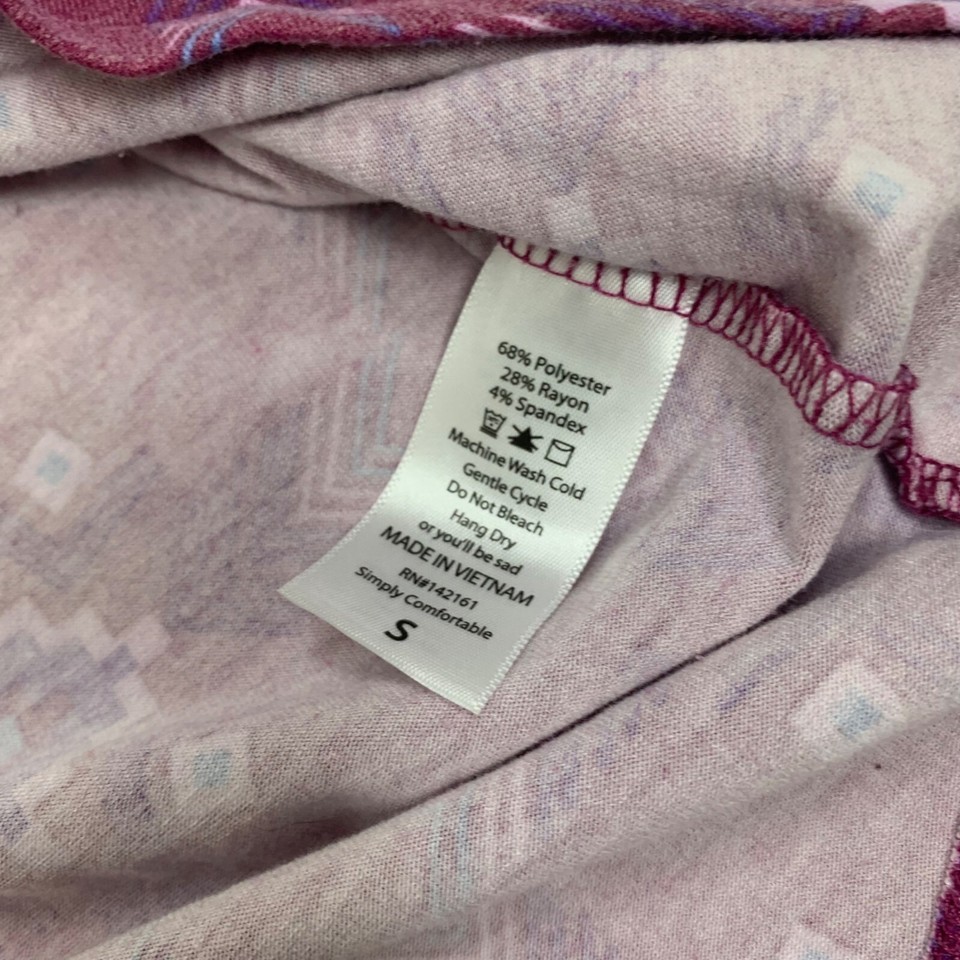 68% Polyester
28% Rayon
4% Spandex
Machine Wash Cold
Gentle Cycle
Do Not Bleach
Hang Dry
or you'll be sad
MADE IN VIETNAM
RN#142161
Simply Comfortable
S